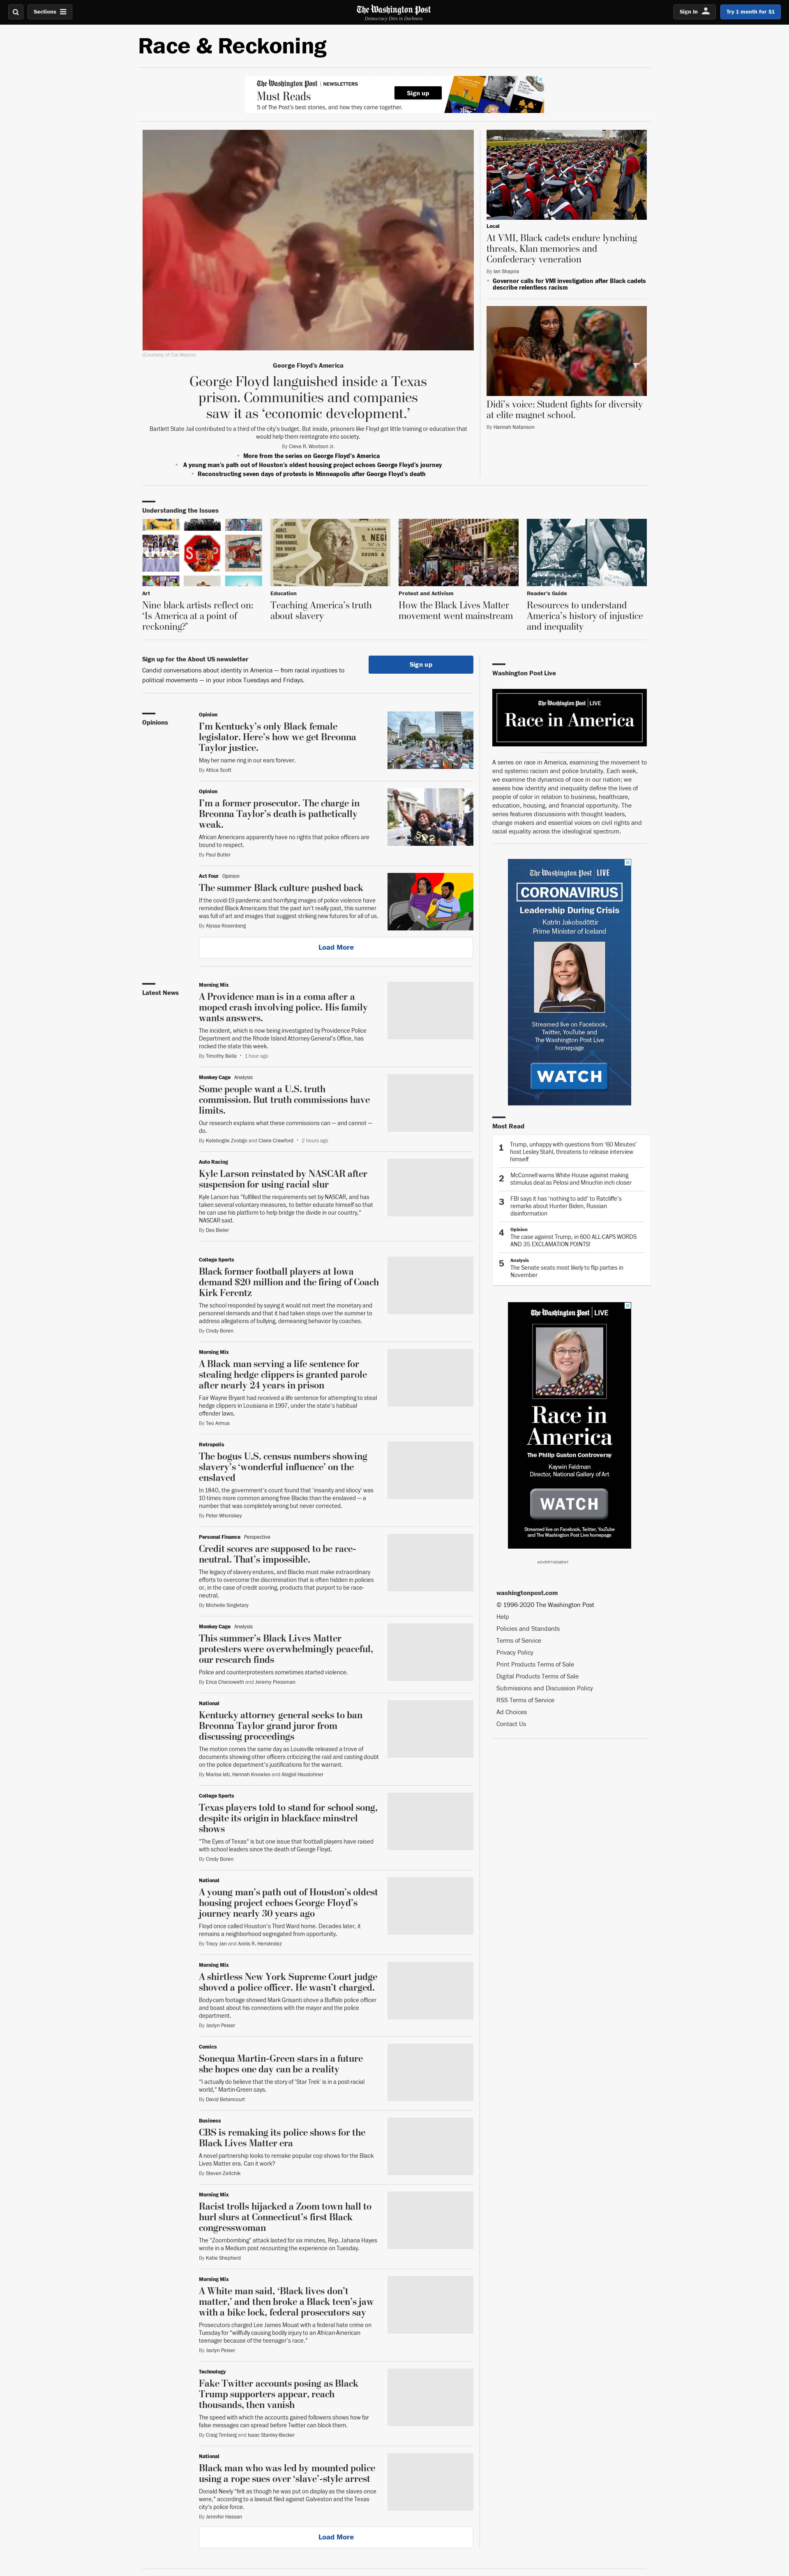 Sections
The Washington Post
Democracy Dies in Darkness
Sign In
Try 1 month for $1
Race & Reckoning
The Washington Post | NEWSLETTERS
Must Reads
5 of The Post's best stories, and how they came together.
Sign up
(Courtesy of Cal Wayne)
George Floyd's America
George Floyd languished inside a Texas
prison. Communities and companies
saw it as 'economic development.'
Bartlett State Jail contributed to a third of the city's budget. But inside, prisoners like Floyd got little training or education that
would help them reintegrate into society.
By Cleve R. Wootson Jr.
• More from the series on George Floyd's America
• A young man's path out of Houston's oldest housing project echoes George Floyd's journey
• Reconstructing seven days of protests in Minneapolis after George Floyd's death
Local
At VMI, Black cadets endure lynching
threats, Klan memories and
Confederacy veneration
By Ian Shapira
• Governor calls for VMI investigation after Black cadets
describe relentless racism
Didi's voice: Student fights for diversity
at elite magnet school.
By Hannah Natanson
Understanding the Issues
Art
Nine black artists reflect on:
'Is America at a point of
reckoning?'
Education
Teaching America's truth
about slavery
Protest and Activism
How the Black Lives Matter
movement went mainstream
Reader's Guide
Resources to understand
America's history of injustice
and inequality
Sign up for the About US newsletter
Candid conversations about identity in America — from racial injustices to
political movements — in your inbox Tuesdays and Fridays.
Sign up
Opinions
Opinion
I'm Kentucky's only Black female
legislator. Here's how we get Breonna
Taylor justice.
May her name ring in our ears forever.
By Attica Scott
Opinion
I'm a former prosecutor. The charge in
Breonna Taylor's death is pathetically
weak.
African Americans apparently have no rights that police officers are
bound to respect.
By Paul Butler
Act Four Opinion
The summer Black culture pushed back
If the covid-19 pandemic and horrifying images of police violence have
reminded Black Americans that the past isn't really past, this summer
was full of art and images that suggest striking new futures for all of us.
By Alyssa Rosenberg
Load More
Latest News
Morning Mix
A Providence man is in a coma after a
moped crash involving police. His family
wants answers.
The incident, which is now being investigated by Providence Police
Department and the Rhode Island Attorney General's Office, has
rocked the state this week.
By Timothy Bella • 1 hour ago
Monkey Cage Analysis
Some people want a U.S. truth
commission. But truth commissions have
limits.
Our research explains what these commissions can — and cannot —
do.
By Kelebogile Zvobgo and Claire Crawford • 2 hours ago
Auto Racing
Kyle Larson reinstated by NASCAR after
suspension for using racial slur
Kyle Larson has "fulfilled the requirements set by NASCAR, and has
taken several voluntary measures, to better educate himself so that
he can use his platform to help bridge the divide in our country,"
NASCAR said.
By Des Bieler
College Sports
Black former football players at Iowa
demand $20 million and the firing of Coach
Kirk Ferentz
The school responded by saying it would not meet the monetary and
personnel demands and that it had taken steps over the summer to
address allegations of bullying, demeaning behavior by coaches.
By Cindy Boren
Morning Mix
A Black man serving a life sentence for
stealing hedge clippers is granted parole
after nearly 24 years in prison
Fair Wayne Bryant had received a life sentence for attempting to steal
hedge clippers in Louisiana in 1997, under the state's habitual
offender laws.
By Teo Armus
Retropolis
The bogus U.S. census numbers showing
slavery's 'wonderful influence' on the
enslaved
In 1840, the government's count found that 'insanity and idiocy' was
10 times more common among free Blacks than the enslaved — a
number that was completely wrong but never corrected.
By Peter Whoriskey
Personal Finance Perspective
Credit scores are supposed to be race-
neutral. That's impossible.
The legacy of slavery endures, and Blacks must make extraordinary
efforts to overcome the discrimination that is often hidden in policies
or, in the case of credit scoring, products that purport to be race-
neutral.
By Michelle Singletary
Monkey Cage Analysis
This summer's Black Lives Matter
protesters were overwhelmingly peaceful,
our research finds
Police and counterprotesters sometimes started violence.
By Erica Chenoweth and Jeremy Pressman
National
Kentucky attorney general seeks to ban
Breonna Taylor grand juror from
discussing proceedings
The motion comes the same day as Louisville released a trove of
documents showing other officers criticizing the raid and casting doubt
on the police department's justifications for the warrant.
By Marisa Iati, Hannah Knowles and Abigail Hauslohner
College Sports
Texas players told to stand for school song,
despite its origin in blackface minstrel
shows
"The Eyes of Texas" is but one issue that football players have raised
with school leaders since the death of George Floyd.
By Cindy Boren
National
A young man's path out of Houston's oldest
housing project echoes George Floyd's
journey nearly 30 years ago
Floyd once called Houston's Third Ward home. Decades later, it
remains a neighborhood segregated from opportunity.
By Tracy Jan and Arelis R. Hernández
Morning Mix
A shirtless New York Supreme Court judge
shoved a police officer. He wasn't charged.
Body-cam footage showed Mark Grisanti shove a Buffalo police officer
and boast about his connections with the mayor and the police
department.
By Jaclyn Peiser
Comics
Sonequa Martin-Green stars in a future
she hopes one day can be a reality
"I actually do believe that the story of 'Star Trek' is in a post-racial
world," Martin-Green says.
By David Betancourt
Business
CBS is remaking its police shows for the
Black Lives Matter era
A novel partnership looks to remake popular cop shows for the Black
Lives Matter era. Can it work?
By Steven Zeitchik
Morning Mix
Racist trolls hijacked a Zoom town hall to
hurl slurs at Connecticut's first Black
congresswoman
The "Zoombombing" attack lasted for six minutes, Rep. Jahana Hayes
wrote in a Medium post recounting the experience on Tuesday.
By Katie Shepherd
Morning Mix
A White man said, 'Black lives don't
matter,' and then broke a Black teen's jaw
with a bike lock, federal prosecutors say
Prosecutors charged Lee James Mouat with a federal hate crime on
Tuesday for "willfully causing bodily injury to an African-American
teenager because of the teenager's race."
By Jaclyn Peiser
Technology
Fake Twitter accounts posing as Black
Trump supporters appear, reach
thousands, then vanish
The speed with which the accounts gained followers shows how far
false messages can spread before Twitter can block them.
By Craig Timberg and Isaac Stanley-Becker
National
Black man who was led by mounted police
using a rope sues over 'slave'-style arrest
Donald Neely "felt as though he was put on display as the slaves once
were," according to a lawsuit filed against Galveston and the Texas
city's police force.
By Jennifer Hassan
Load More
Washington Post Live
The Washington Post | LIVE
Race in America
A series on race in America, examining the movement to
end systemic racism and police brutality. Each week,
we examine the dynamics of race in our nation; we
assess how identity and inequality define the lives of
people of color in relation to business, healthcare,
education, housing, and financial opportunity. The
series features discussions with thought leaders,
change makers and essential voices on civil rights and
racial equality across the ideological spectrum.
The Washington Post LIVE
CORONAVIRUS
Leadership During Crisis
Katrín Jakobsdóttir
Prime Minister of Iceland
Streamed live on Facebook,
Twitter, YouTube and
The Washington Post Live
homepage
WATCH
Most Read
1 Trump, unhappy with questions from '60 Minutes'
host Lesley Stahl, threatens to release interview
himself
2 McConnell warns White House against making
stimulus deal as Pelosi and Mnuchin inch closer
3 FBI says it has 'nothing to add' to Ratcliffe's
remarks about Hunter Biden, Russian
disinformation
4 Opinion
The case against Trump, in 600 ALL-CAPS WORDS
AND 35 EXCLAMATION POINTS!
5 Analysis
The Senate seats most likely to flip parties in
November
The Washington Post | LIVE
Race in
America
The Philip Guston Controversy
Kaywin Feldman
Director, National Gallery of Art
WATCH
Streamed live on Facebook, Twitter, YouTube
and The Washington Post Live homepage
ADVERTISEMENT
washingtonpost.com
© 1996-2020 The Washington Post
Help
Policies and Standards
Terms of Service
Privacy Policy
Print Products Terms of Sale
Digital Products Terms of Sale
Submissions and Discussion Policy
RSS Terms of Service
Ad Choices
Contact Us